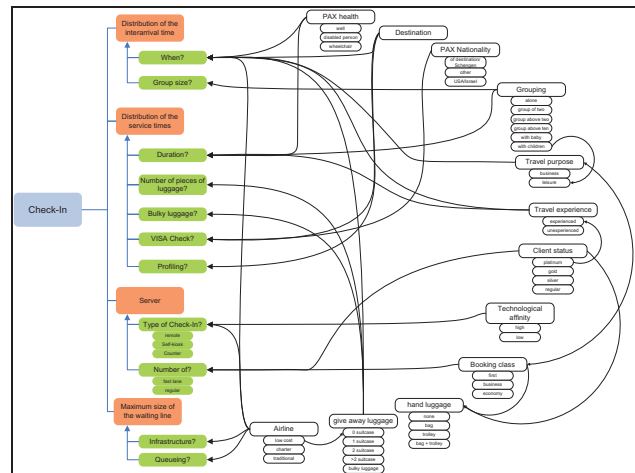 Check-In
Distribution of the
interarrival time
When?
Group size?
Distribution of the
service times
Duration?
Number of pieces of
luggage?
Bulky luggage?
VISA Check?
Profiling?
Server
Type of Check-In?
remote
Self-kiosk
Counter
Number of?
fast lane
regular
Maximum size of
the waiting line
Infrastructure?
Queueing?
PAX health
well
disabled person
wheelchair
Destination
PAX Nationality
of destination/
Schengen
other
USA/Israel
Grouping
alone
group of two
group above two
group above ten
with baby
with children
Travel purpose
business
leisure
Travel experience
experienced
unexperienced
Client status
platinum
gold
silver
regular
Technological
affinity
high
low
Booking class
first
business
economy
hand luggage
none
bag
trolley
bag + trolley
give away luggage
0 suitcase
1 suitcase
2 suitcase
>2 suitcase
bulky luggage
Airline
low cost
charter
traditional